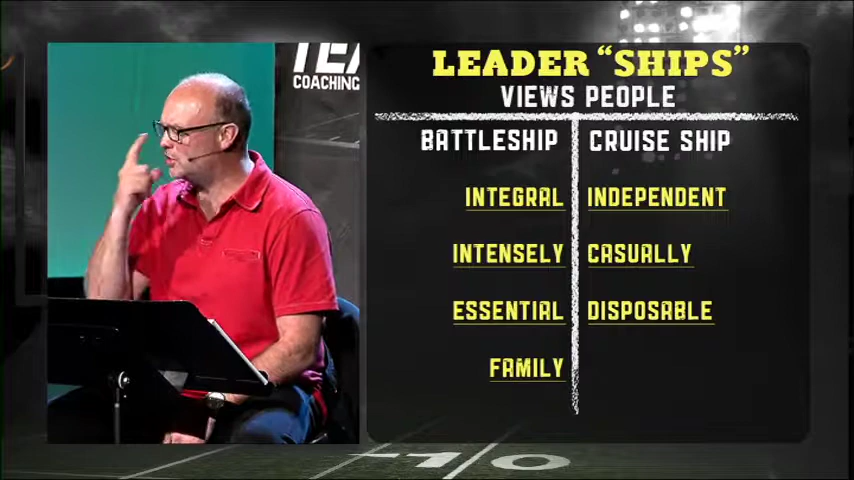 COACHING
LEADER “SHIPS”
VIEWS PEOPLE
BATTLESHIP CRUISE SHIP
INTEGRAL INDEPENDENT
INTENSELY CASUALLY
ESSENTIAL DISPOSABLE
FAMILY
10